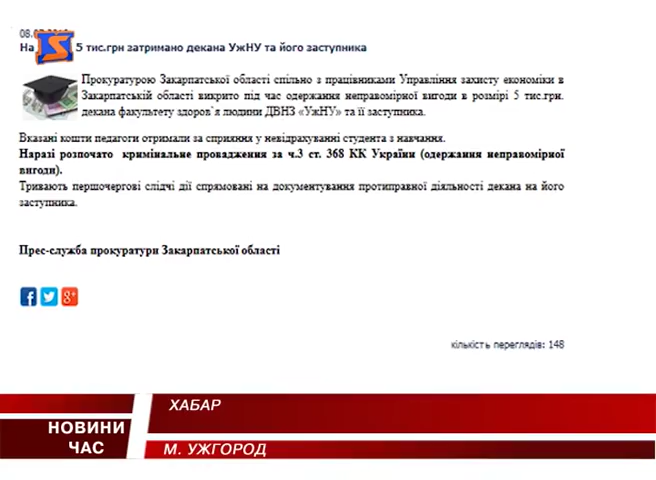 08.
На 5 тис.грн затримано декана УжНУ та його заступника
Прокуратурою Закарпатської області спільно з працівниками Управління захисту економіки в
Закарпатській області викрито під час одержання неправомірної вигоди в розмірі 5 тис.грн.
декана факультету здоров`я людини ДВНЗ «УжНУ» та її заступника.
Вказані кошти педагоги отримали за сприяння у невідрахуванні студента з навчання.
Наразі розпочато кримінальне провадження за ч.3 ст. 368 КК України (одержання неправомірної
вигоди).
Тривають першочергові слідчі дії спрямовані на документування протиправної діяльності декана на його
заступника.
Прес-служба прокуратури Закарпатської області
кількість переглядів: 148
ХАБАР
НОВИНИ
ЧАС
М. УЖГОРОД